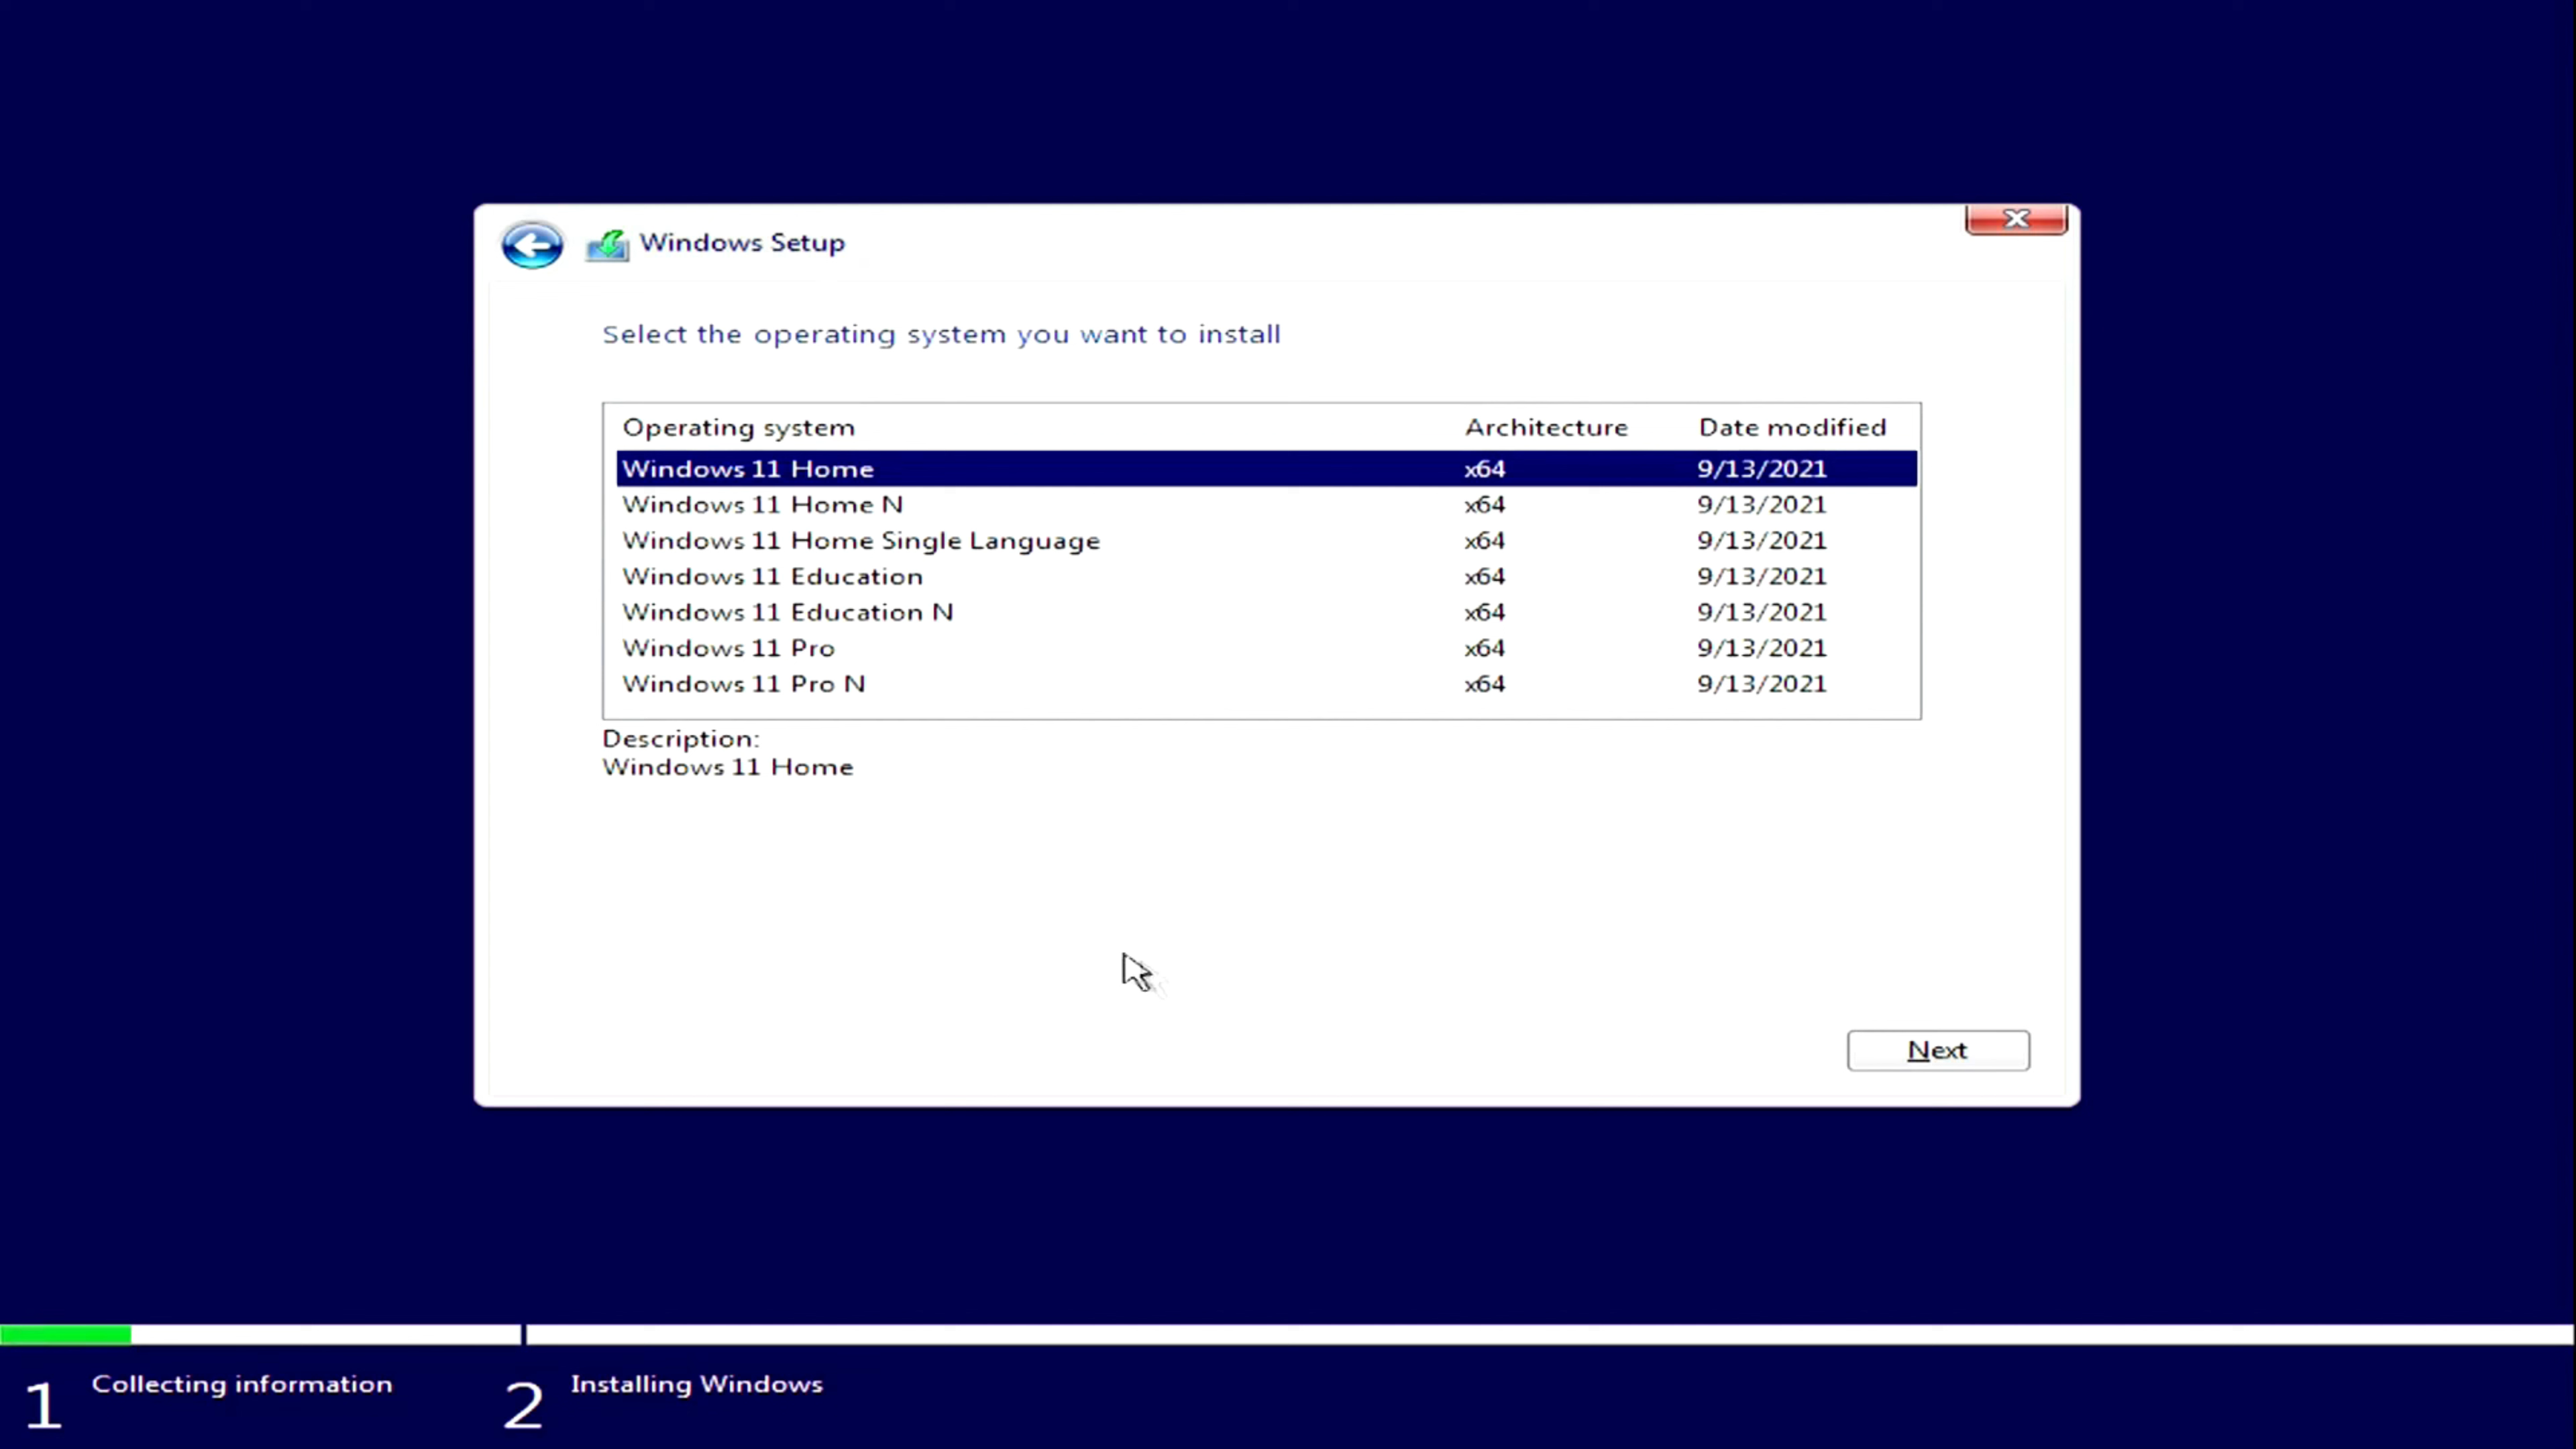 Windows Setup
Select the operating system you want to install
Operating system Architecture Date modified
Windows 11 Home x64 9/13/2021
Windows 11 Home N x64 9/13/2021
Windows 11 Home Single Language x64 9/13/2021
Windows 11 Education x64 9/13/2021
Windows 11 Education N x64 9/13/2021
Windows 11 Pro x64 9/13/2021
Windows 11 Pro N x64 9/13/2021
Description:
Windows 11 Home
Next
1 Collecting information 2 Installing Windows